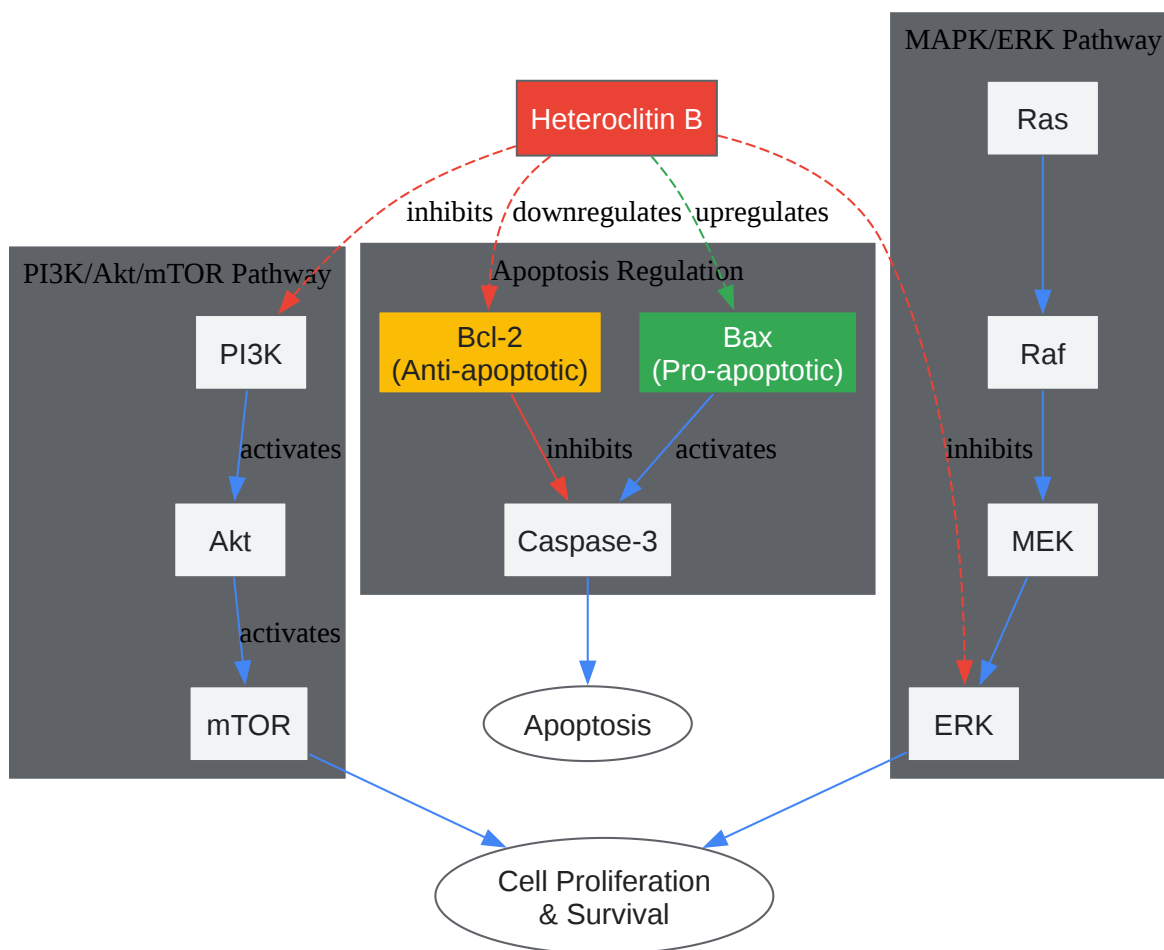 MAPK/ERK Pathway
Heteroclitin B
Ras
inhibits
downregulates
upregulates
PI3K/Akt/mTOR Pathway
Apoptosis Regulation
PI3K
Bcl-2
(Anti-apoptotic)
Bax
(Pro-apoptotic)
Raf
activates
inhibits
activates
inhibits
Akt
Caspase-3
MEK
activates
mTOR
Apoptosis
ERK
Cell Proliferation
& Survival